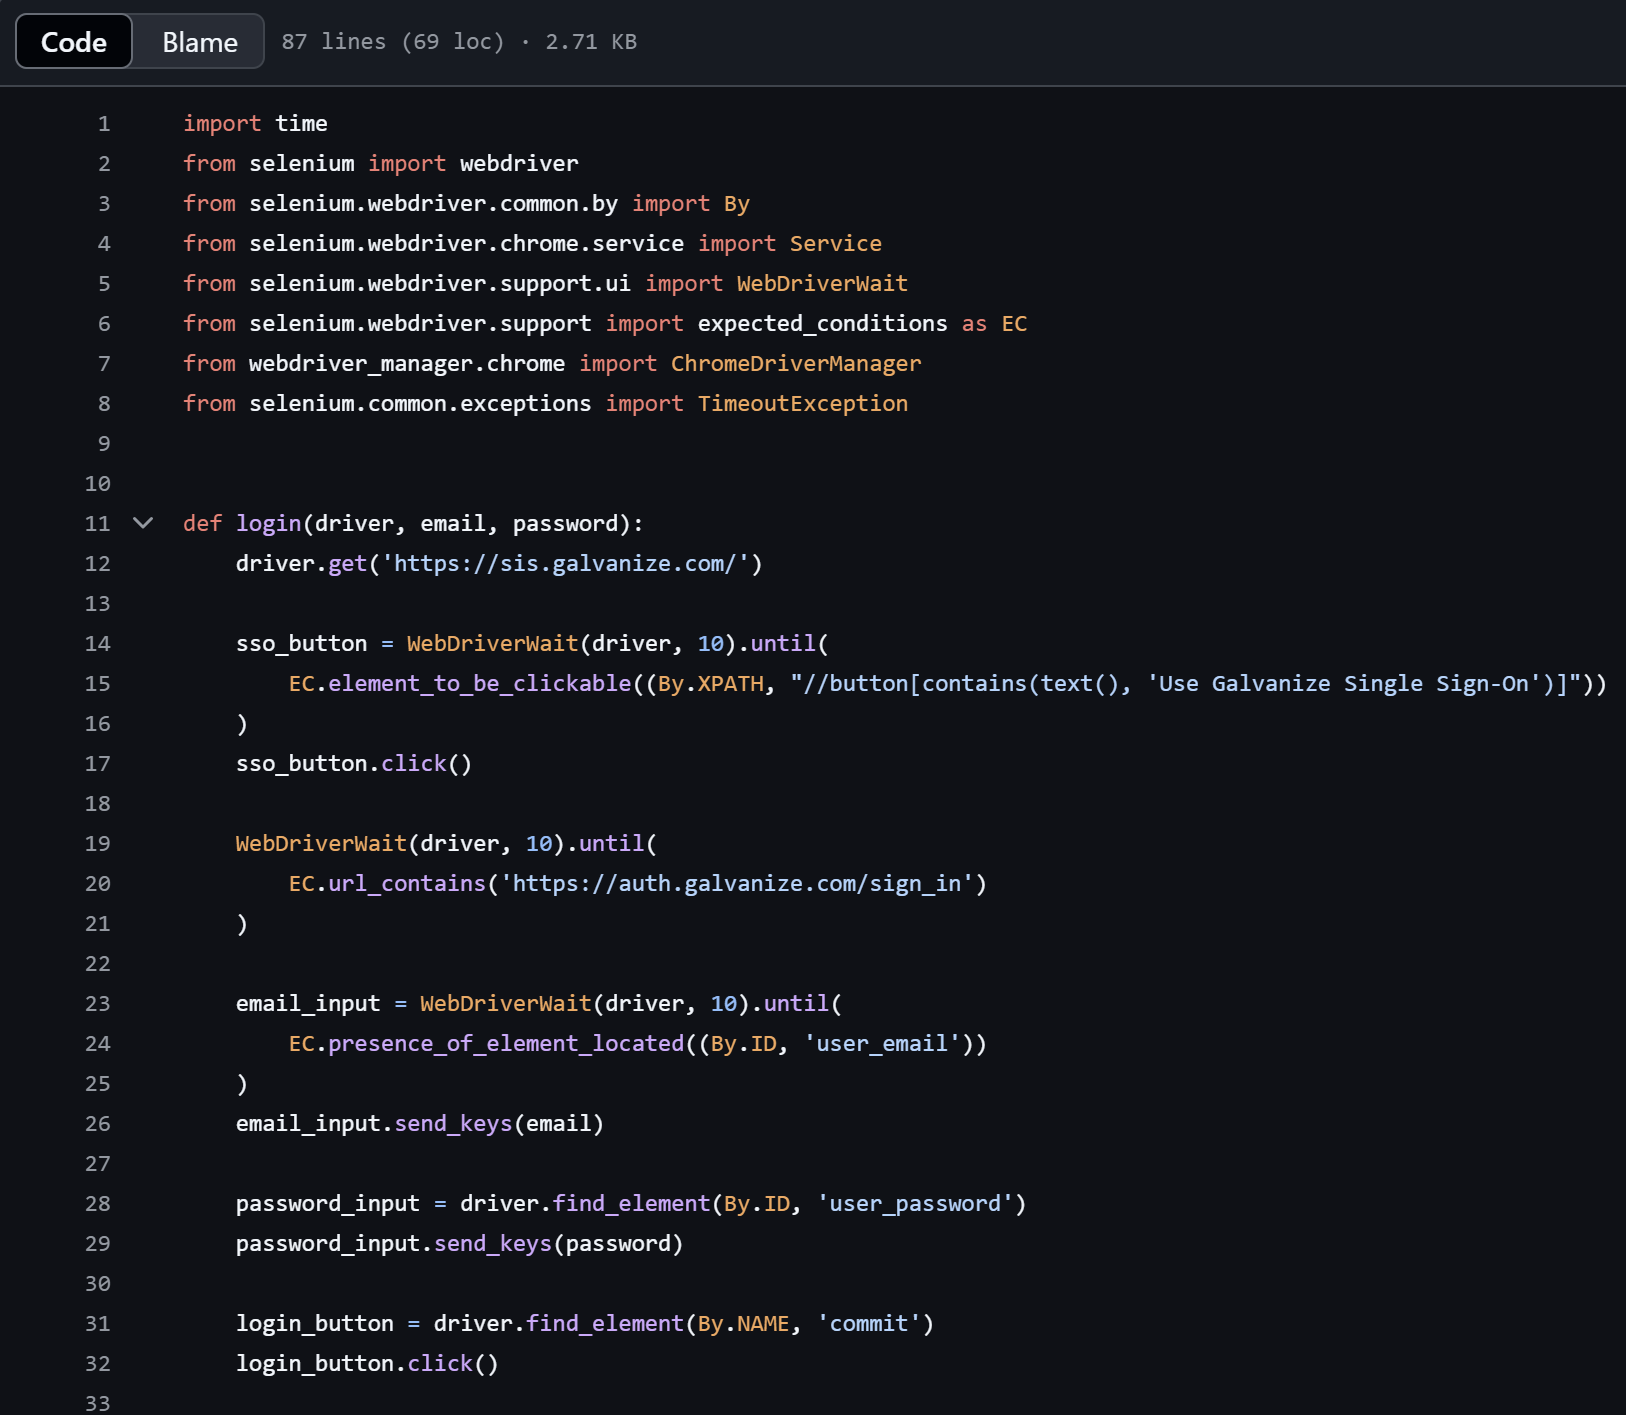 Code Blame 87 lines (69 loc) · 2.71 KB
1 import time
2 from selenium import webdriver
3 from selenium.webdriver.common.by import By
4 from selenium.webdriver.chrome.service import Service
5 from selenium.webdriver.support.ui import WebDriverWait
6 from selenium.webdriver.support import expected_conditions as EC
7 from webdriver_manager.chrome import ChromeDriverManager
8 from selenium.common.exceptions import TimeoutException
9
10
11 def login(driver, email, password):
12     driver.get('https://sis.galvanize.com/')
13
14     sso_button = WebDriverWait(driver, 10).until(
15         EC.element_to_be_clickable((By.XPATH, "//button[contains(text(), 'Use Galvanize Single Sign-On')]"))
16     )
17     sso_button.click()
18
19     WebDriverWait(driver, 10).until(
20         EC.url_contains('https://auth.galvanize.com/sign_in')
21     )
22
23     email_input = WebDriverWait(driver, 10).until(
24         EC.presence_of_element_located((By.ID, 'user_email'))
25     )
26     email_input.send_keys(email)
27
28     password_input = driver.find_element(By.ID, 'user_password')
29     password_input.send_keys(password)
30
31     login_button = driver.find_element(By.NAME, 'commit')
32     login_button.click()
33